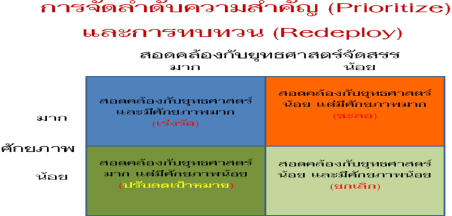 การจัดลำดับความสำคัญ (Prioritize)
และการทบทวน (Redeploy)
สอดคล้องกับยุทธศาสตร์จัดสรร
มาก น้อย
ศักยภาพ
มาก
สอดคล้องกับยุทธศาสตร์
และมีศักยภาพมาก
(เร่งรัด)
สอดคล้องกับยุทธศาสตร์
น้อย แต่มีศักยภาพมาก
(ชะลอ)
น้อย
สอดคล้องกับยุทธศาสตร์
มาก แต่มีศักยภาพน้อย
(ปรับลดเป้าหมาย)
สอดคล้องกับยุทธศาสตร์
น้อย และมีศักยภาพน้อย
(ยกเลิก)